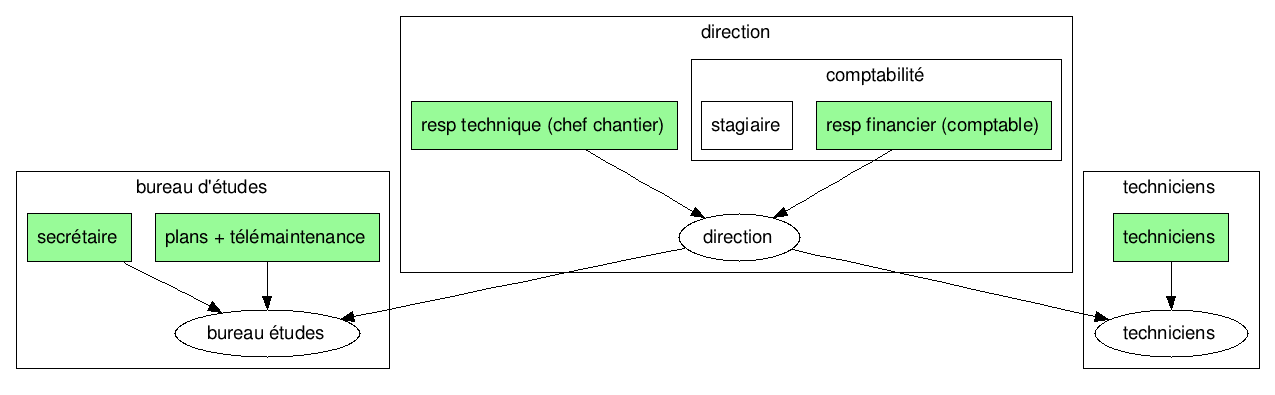 direction
comptabilité
resp technique (chef chantier)
stagiaire
resp financier (comptable)
bureau d'études
techniciens
secrétaire
plans + télémaintenance
direction
techniciens
bureau études
techniciens